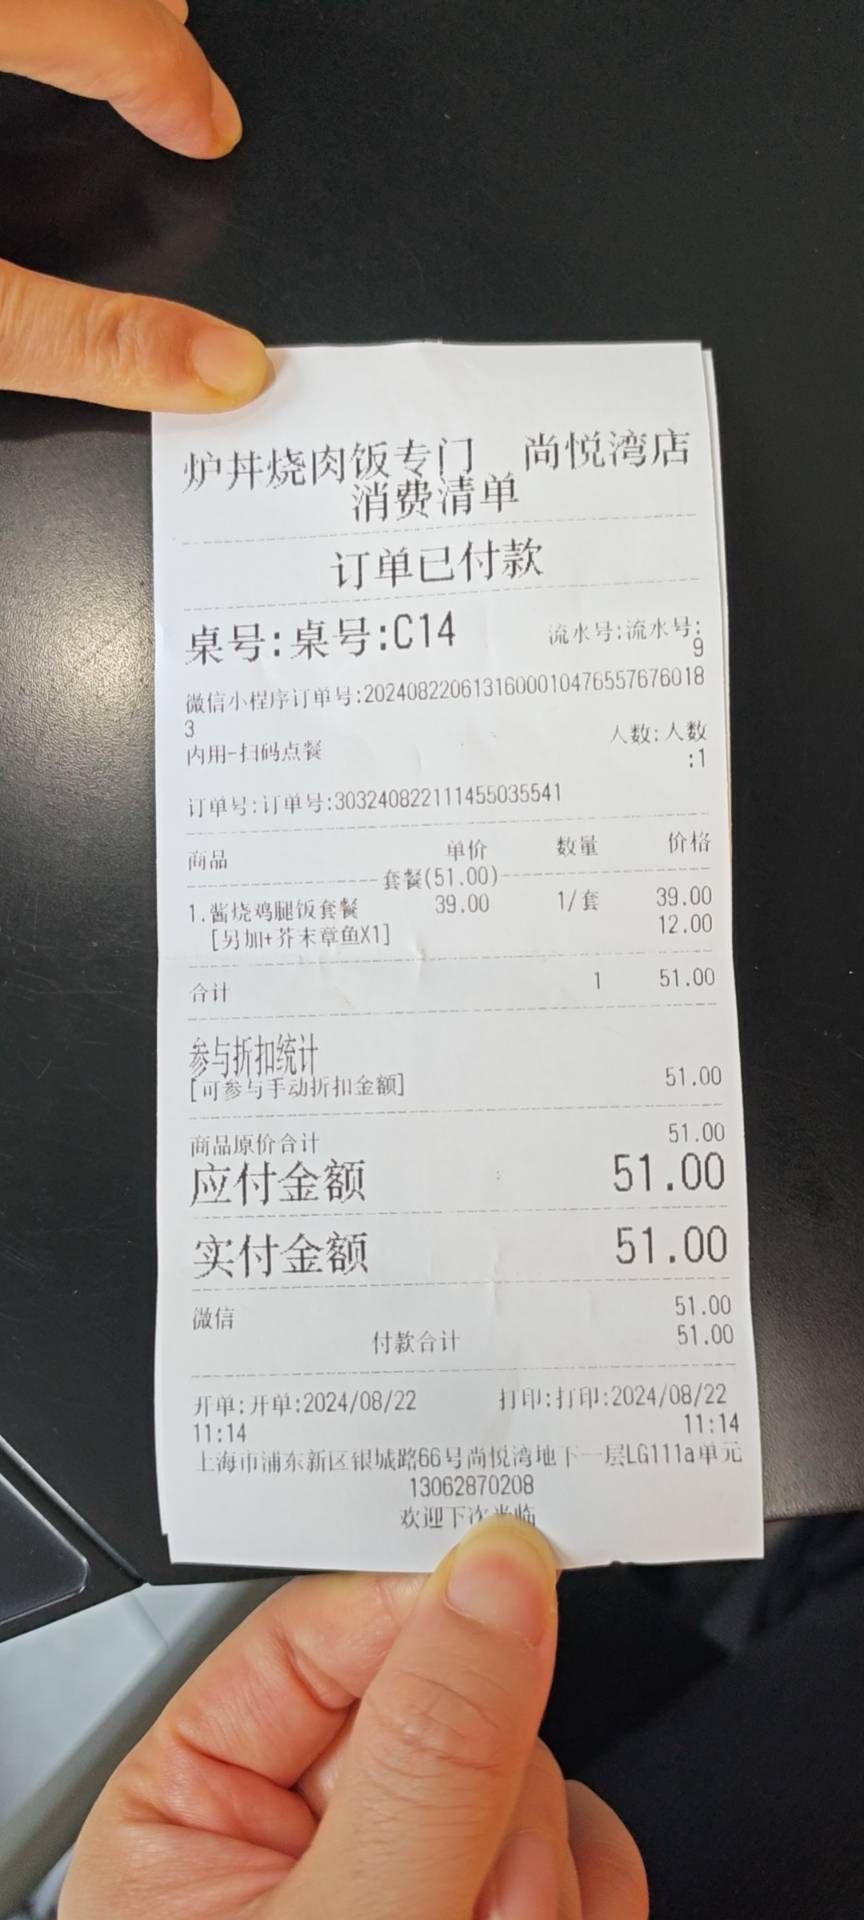 炉丼烧肉饭专门 尚悦湾店
消费清单
订单已付款
桌号:桌号:C14 流水号:流水号:
9
微信小程序订单号:2024082206131600010476557676018
3
内用-扫码点餐 人数:人数
:1
订单号:订单号:303240822111455035541
商品 单价 数量 价格
套餐(51.00)
1.酱烧鸡腿饭套餐 39.00 1/套 39.00
[另加+芥末章鱼X1] 12.00
合计 1 51.00
参与折扣统计
[可参与手动折扣金额] 51.00
商品原价合计 51.00
应付金额 51.00
实付金额 51.00
微信 51.00
付款合计 51.00
开单:开单:2024/08/22 打印:打印:2024/08/22
11:14 11:14
上海市浦东新区银城路66号尚悦湾地下一层LG111a单元
13062870208
欢迎下次光临